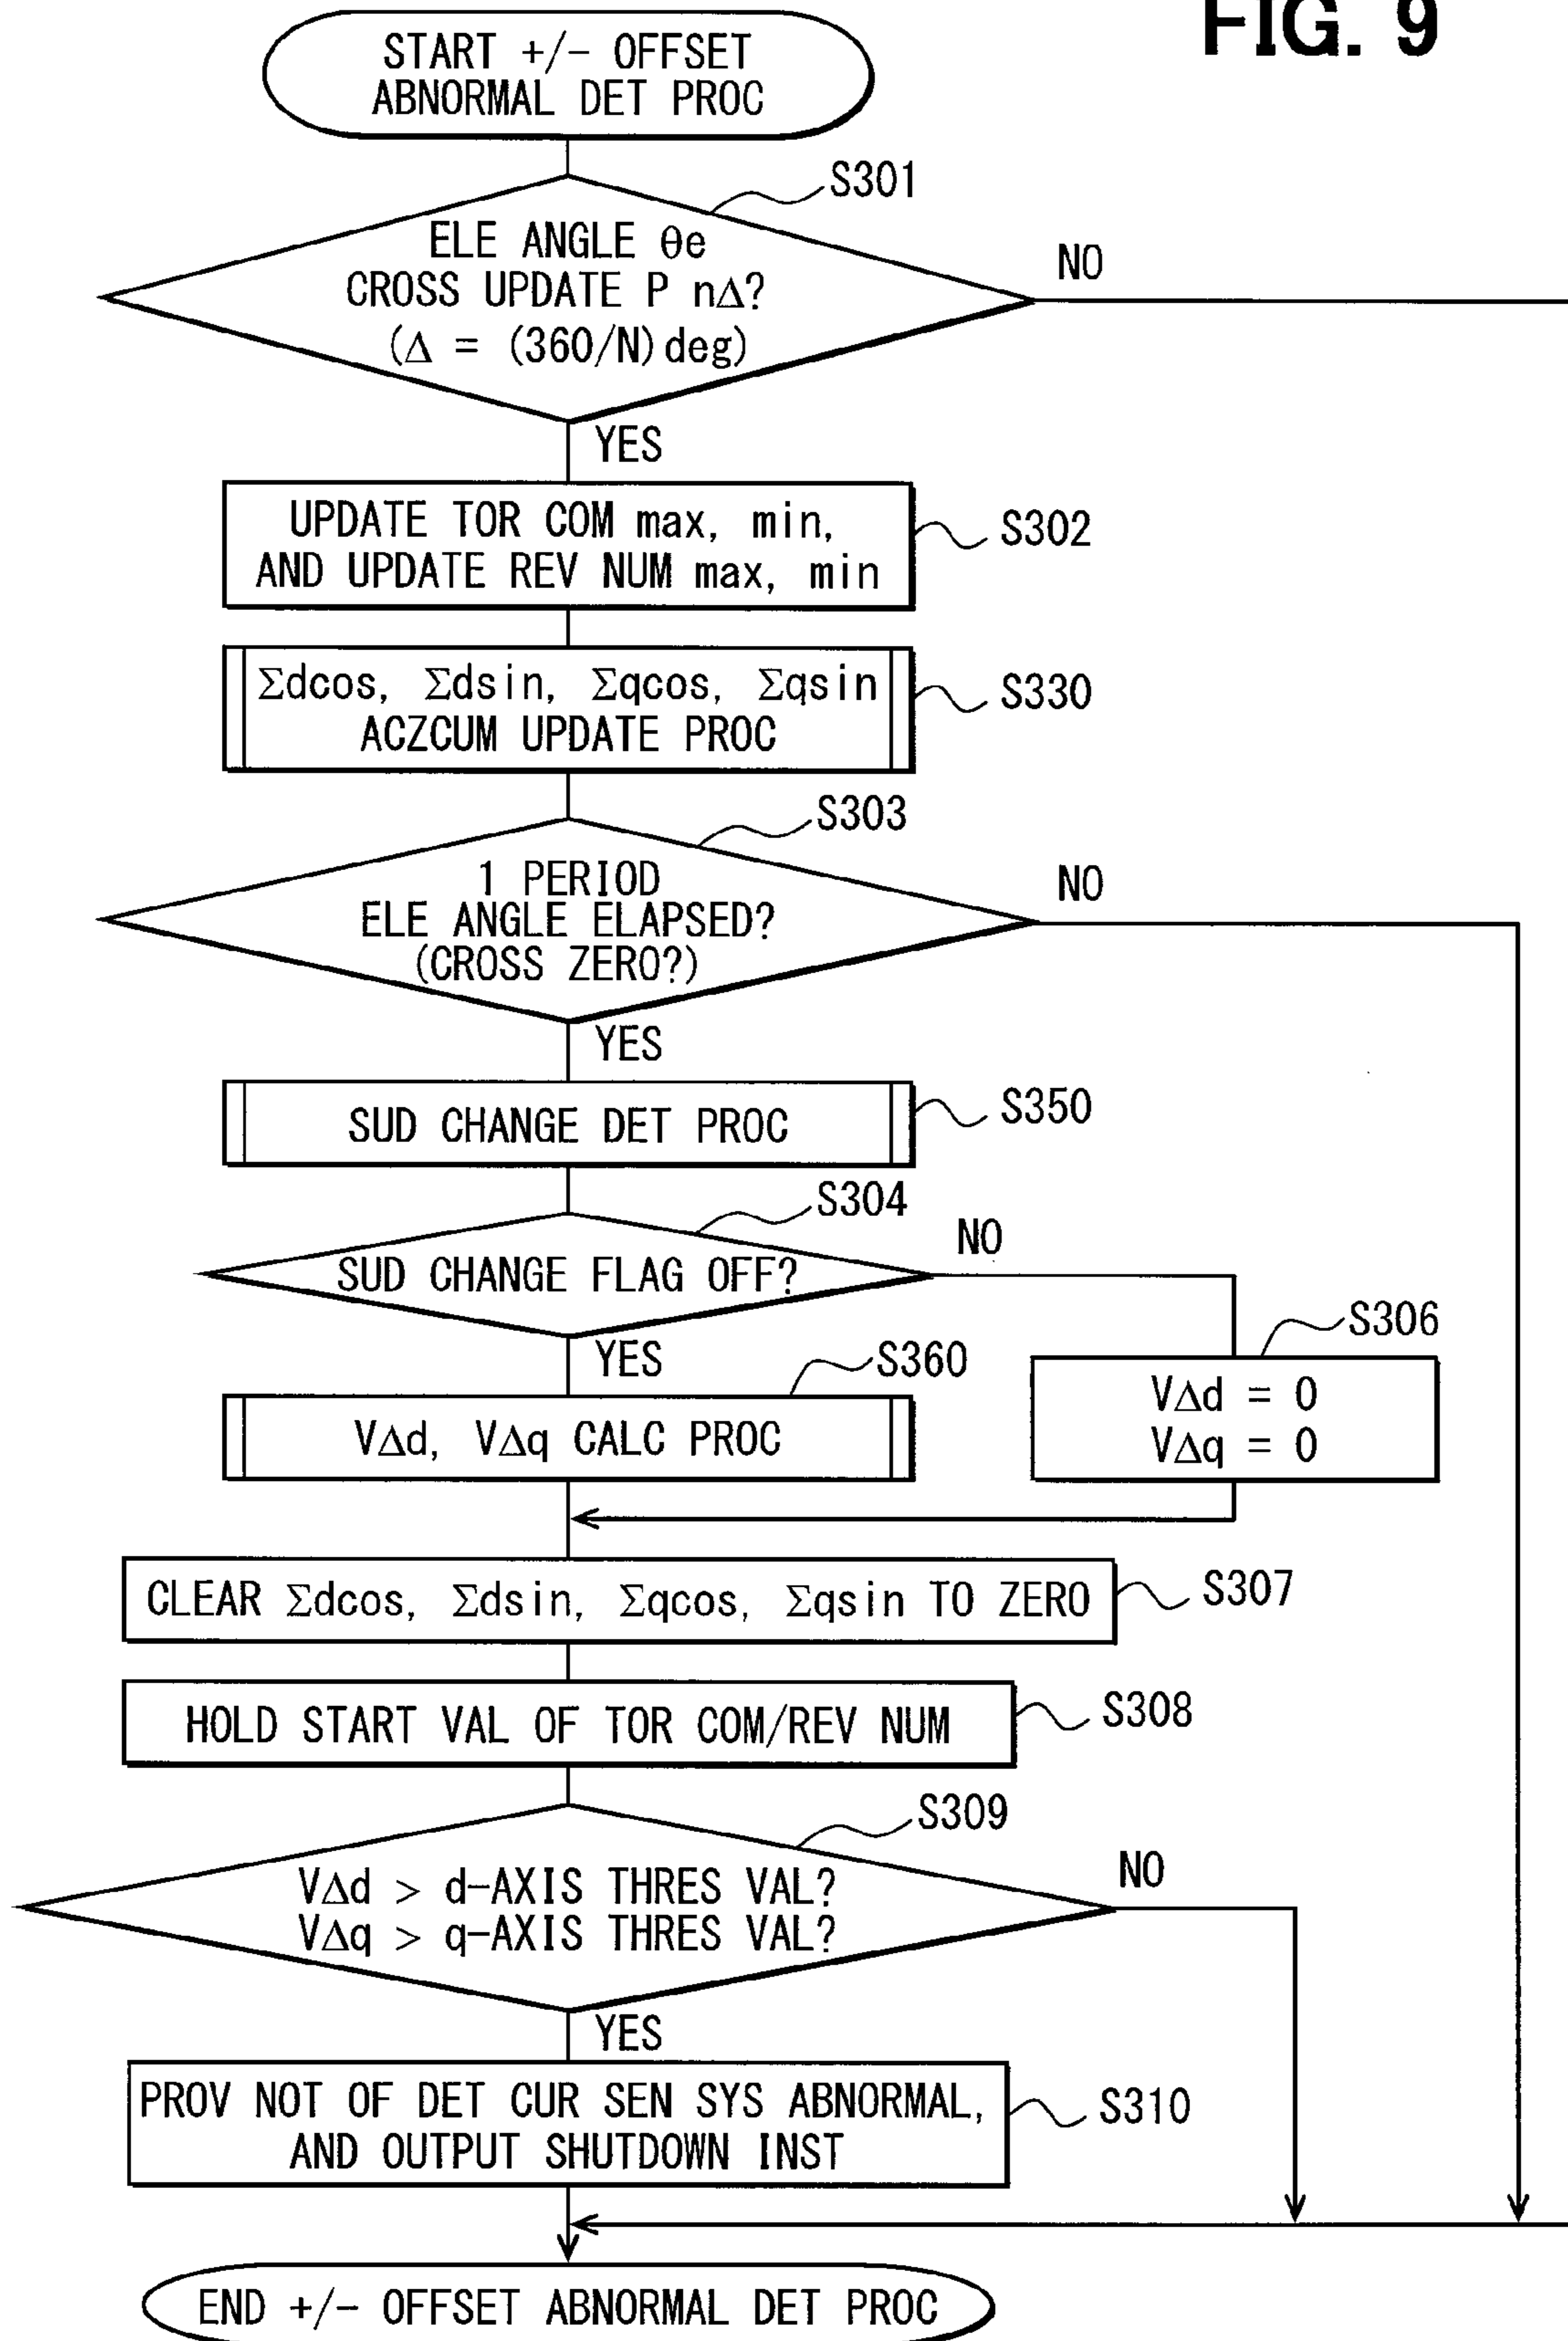 FIG. 9
START +/- OFFSET
ABNORMAL DET PROC
S301
ELE ANGLE θe
CROSS UPDATE P nΔ?
(Δ = (360/N)deg)
NO
YES
UPDATE TOR COM max, min,
AND UPDATE REV NUM max, min
S302
Σdcos, Σdsin, Σqcos, Σqsin
ACZCUM UPDATE PROC
S330
S303
1 PERIOD
ELE ANGLE ELAPSED?
(CROSS ZERO?)
NO
YES
SUD CHANGE DET PROC
S350
S304
SUD CHANGE FLAG OFF?
NO
YES
S306
VΔd = 0
VΔq = 0
S360
VΔd, VΔq CALC PROC
CLEAR Σdcos, Σdsin, Σqcos, Σqsin TO ZERO
S307
HOLD START VAL OF TOR COM/REV NUM
S308
S309
VΔd > d-AXIS THRES VAL?
VΔq > q-AXIS THRES VAL?
NO
YES
PROV NOT OF DET CUR SEN SYS ABNORMAL,
AND OUTPUT SHUTDOWN INST
S310
END +/- OFFSET ABNORMAL DET PROC